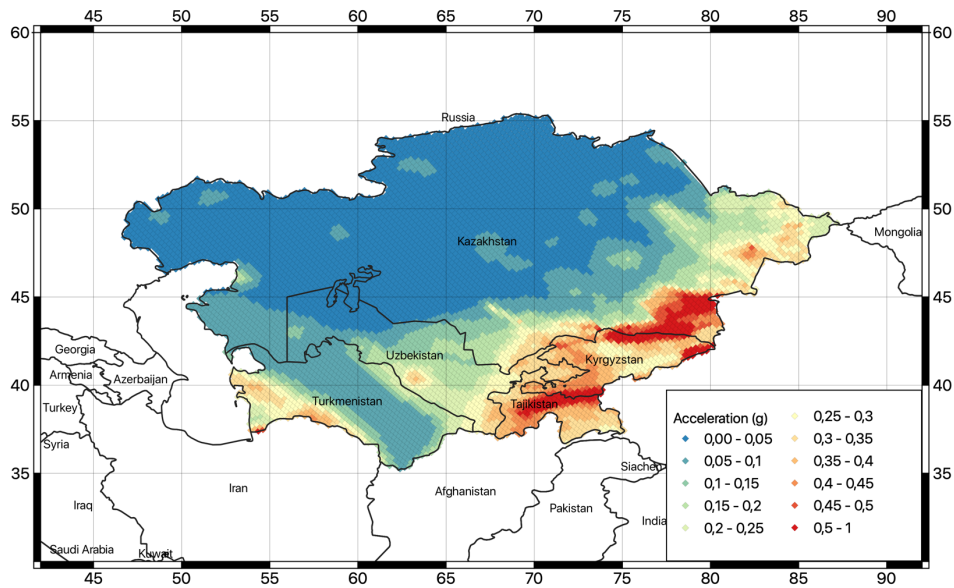 45 50 55 60 65 70 75 80 85 90
60 60
Russia
55 55
50 50
Mongolia
Kazakhstan
45 45
Georgia
Uzbekistan
Kyrgyzstan
Armenia
Azerbaijan
40 40
Turkey
Turkmenistan
Tajikistan
Acceleration (g)
0,00 – 0,05
0,05 – 0,1
0,1 – 0,15
0,15 – 0,2
0,2 – 0,25
0,25 – 0,3
0,3 – 0,35
0,35 – 0,4
0,4 – 0,45
0,45 – 0,5
0,5 – 1
Syria
35 35
Siachen
Iran
Afghanistan
Iraq
Pakistan
India
Saudi Arabia
Kuwait
45 50 55 60 65 70 75 80 85 90